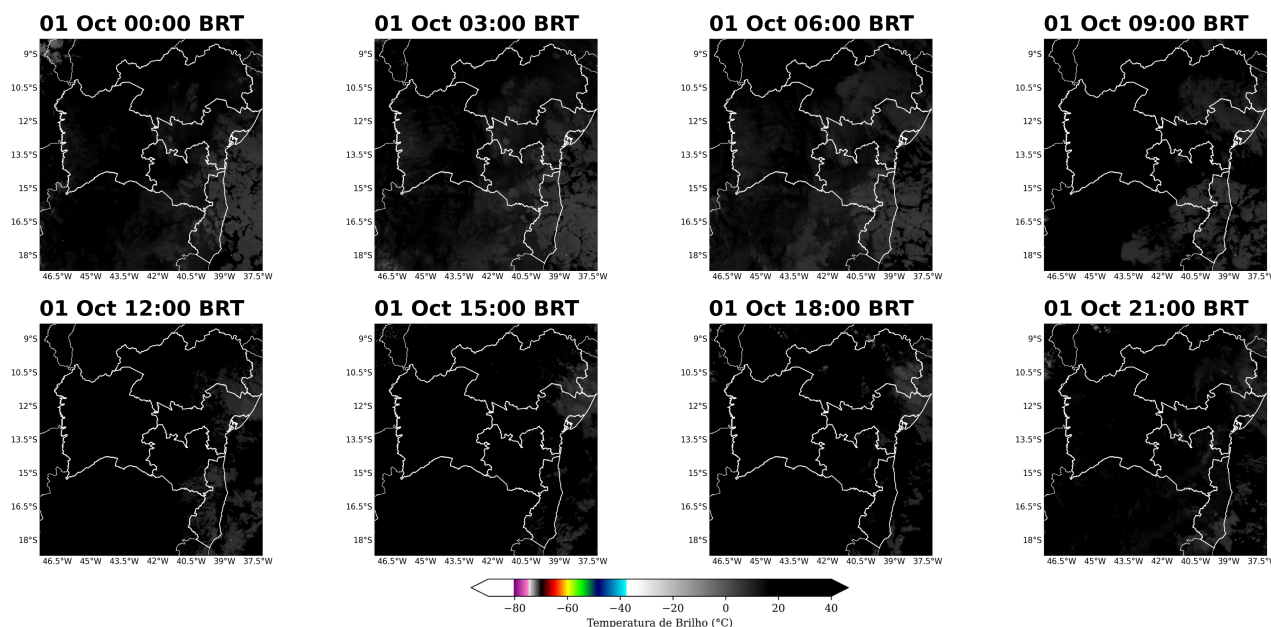 01 Oct 00:00 BRT
01 Oct 03:00 BRT
01 Oct 06:00 BRT
01 Oct 09:00 BRT
9°S
10.5°S
12°S
13.5°S
15°S
16.5°S
18°S
46.5°W 45°W 43.5°W 42°W 40.5°W 39°W 37.5°W
9°S
10.5°S
12°S
13.5°S
15°S
16.5°S
18°S
46.5°W 45°W 43.5°W 42°W 40.5°W 39°W 37.5°W
9°S
10.5°S
12°S
13.5°S
15°S
16.5°S
18°S
46.5°W 45°W 43.5°W 42°W 40.5°W 39°W 37.5°W
9°S
10.5°S
12°S
13.5°S
15°S
16.5°S
18°S
46.5°W 45°W 43.5°W 42°W 40.5°W 39°W 37.5°W
01 Oct 12:00 BRT
01 Oct 15:00 BRT
01 Oct 18:00 BRT
01 Oct 21:00 BRT
9°S
10.5°S
12°S
13.5°S
15°S
16.5°S
18°S
46.5°W 45°W 43.5°W 42°W 40.5°W 39°W 37.5°W
9°S
10.5°S
12°S
13.5°S
15°S
16.5°S
18°S
46.5°W 45°W 43.5°W 42°W 40.5°W 39°W 37.5°W
9°S
10.5°S
12°S
13.5°S
15°S
16.5°S
18°S
46.5°W 45°W 43.5°W 42°W 40.5°W 39°W 37.5°W
9°S
10.5°S
12°S
13.5°S
15°S
16.5°S
18°S
46.5°W 45°W 43.5°W 42°W 40.5°W 39°W 37.5°W
−80 −60 −40 −20 0 20 40
Temperatura de Brilho (°C)